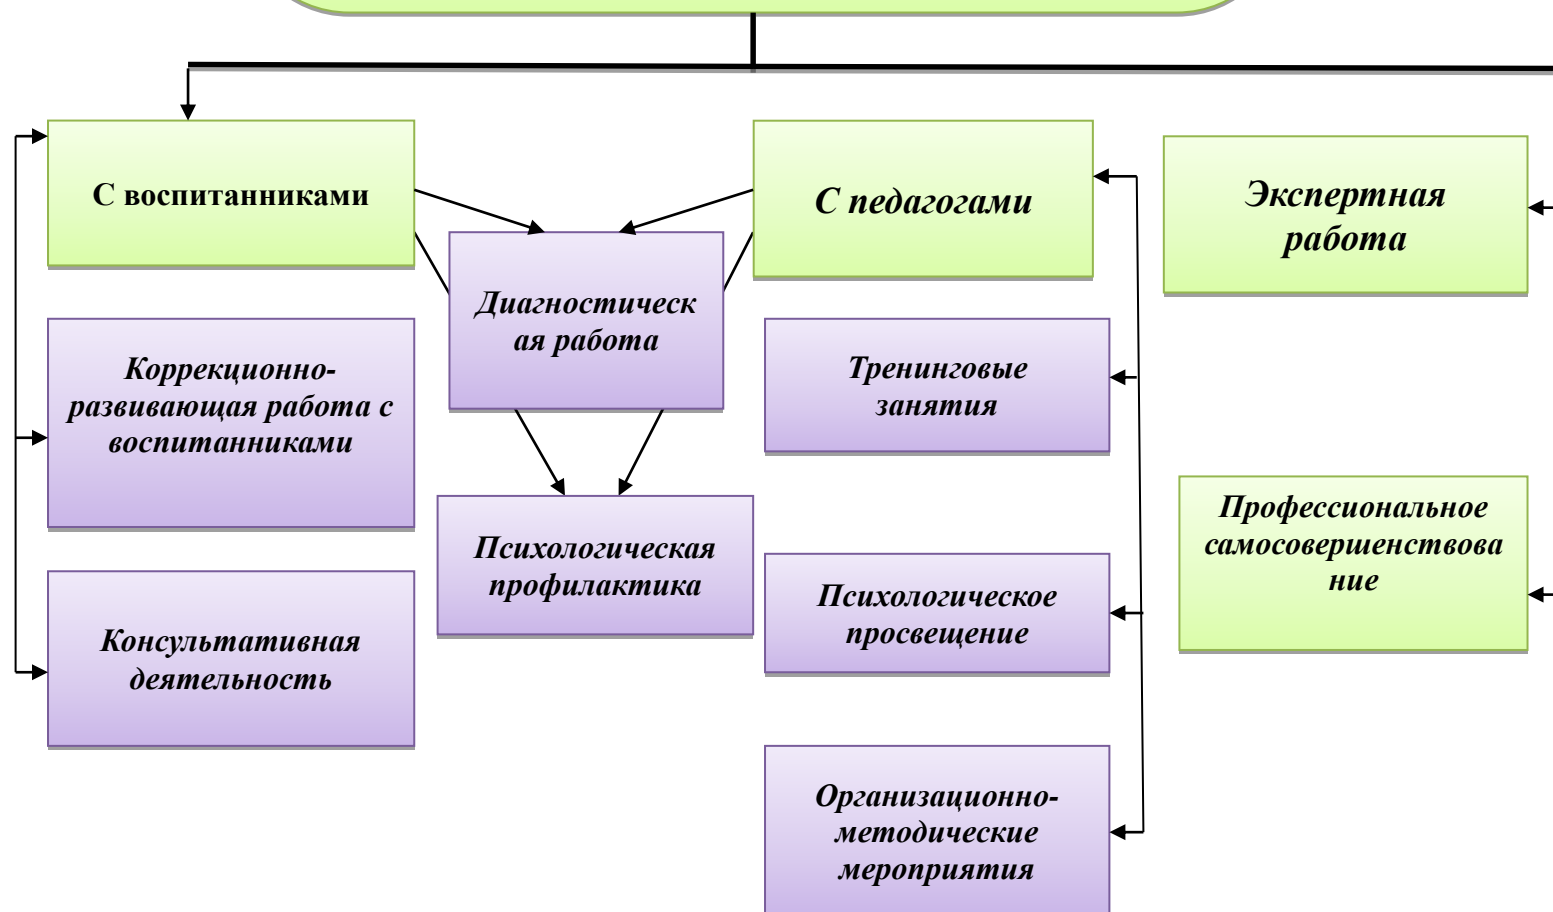 С воспитанниками
С педагогами
Экспертная
работа
Диагностическ
ая работа
Коррекционно-
развивающая работа с
воспитанниками
Тренинговые
занятия
Психологическая
профилактика
Профессиональное
самосовершенствова
ние
Психологическое
просвещение
Консультативная
деятельность
Организационно-
методические
мероприятия